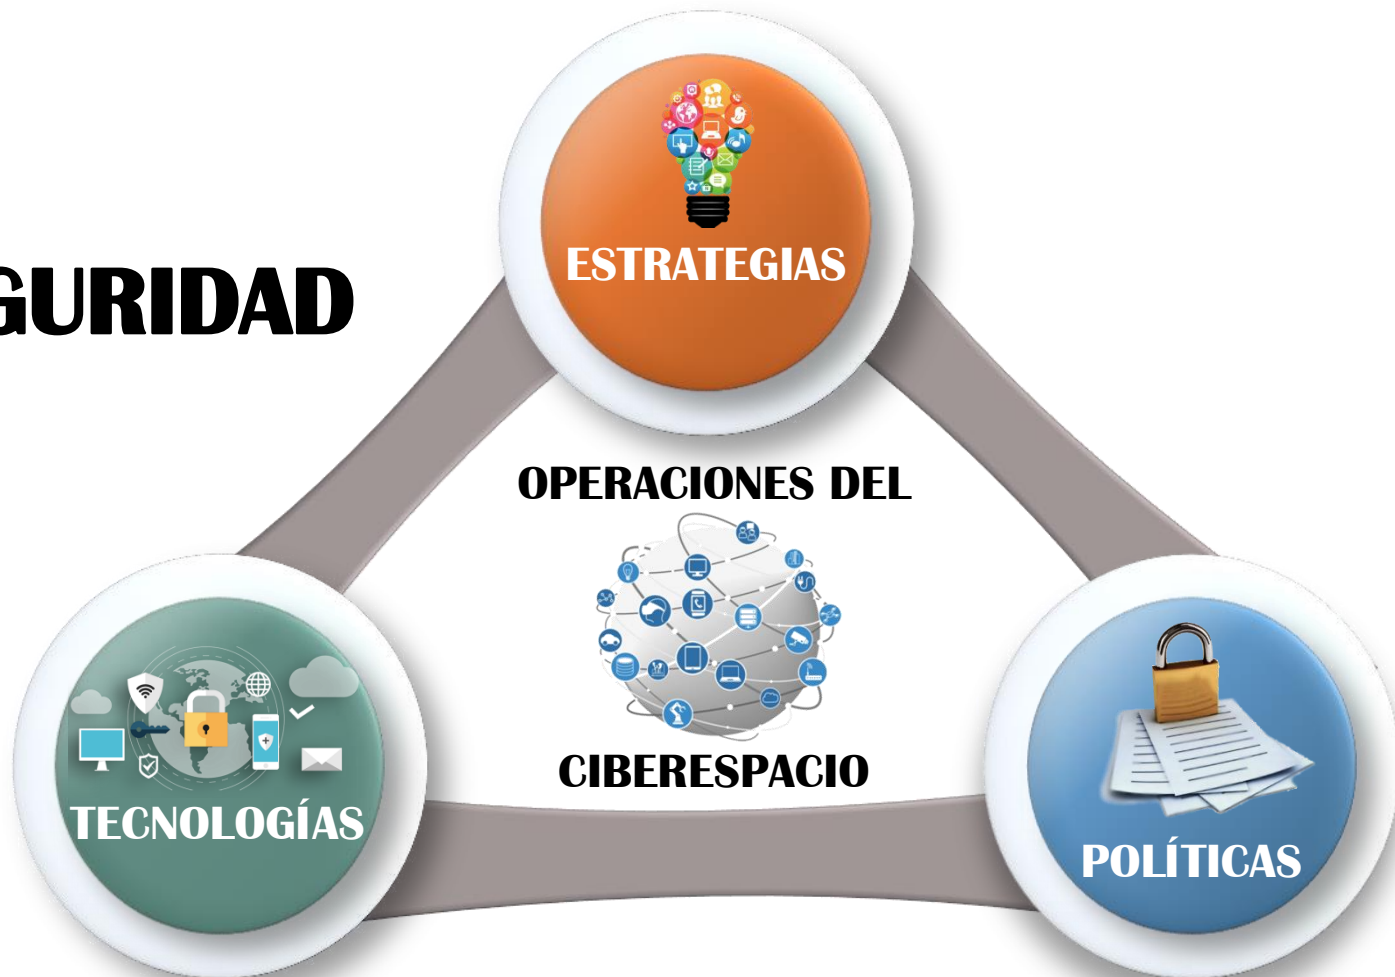 ESTRATEGIAS
GURIDAD
OPERACIONES DEL
CIBERESPACIO
TECNOLOGÍAS
POLÍTICAS